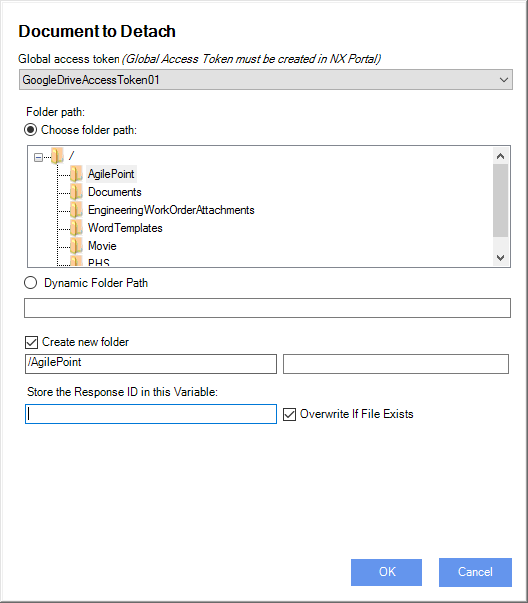 Document to Detach
Global access token (Global Access Token must be created in NX Portal)
GoogleDriveAccessToken01
Folder path:
Choose folder path:
/
AgilePoint
Documents
EngineeringWorkOrderAttachments
WordTemplates
Movie
PHS
Dynamic Folder Path
Create new folder
/AgilePoint
Store the Response ID in this Variable:
Overwrite If File Exists
OK Cancel